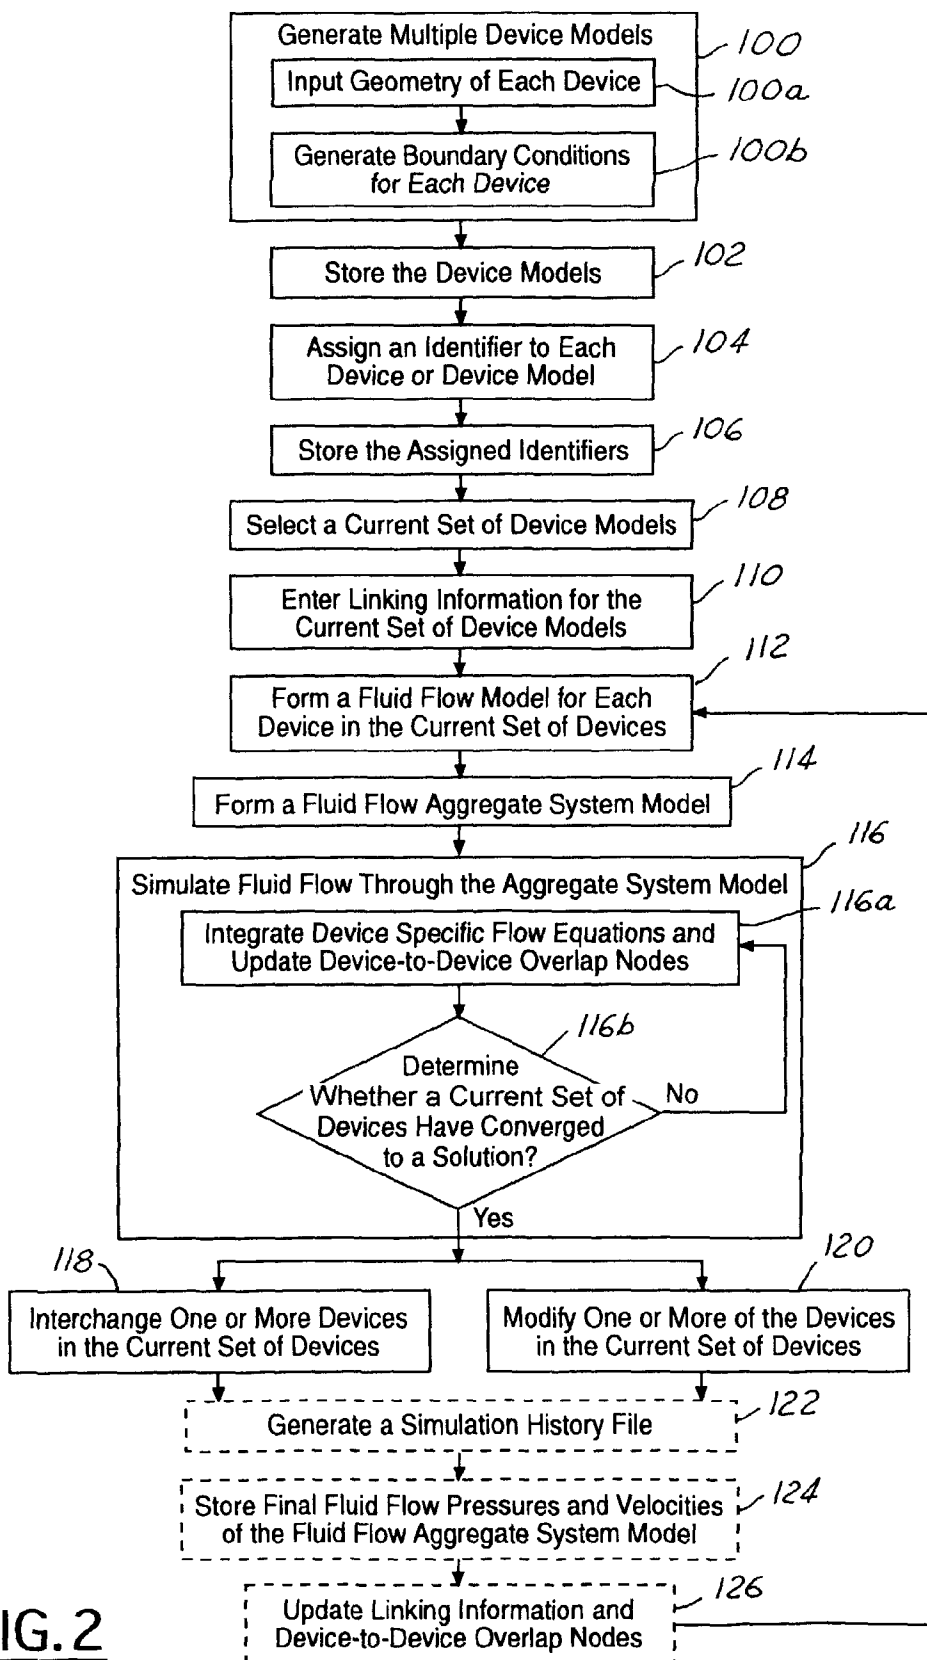 Generate Multiple Device Models
100
Input Geometry of Each Device
100a
Generate Boundary Conditions
for Each Device
100b
Store the Device Models
102
Assign an Identifier to Each
Device or Device Model
104
Store the Assigned Identifiers
106
Select a Current Set of Device Models
108
Enter Linking Information for the
Current Set of Device Models
110
Form a Fluid Flow Model for Each
Device in the Current Set of Devices
112
Form a Fluid Flow Aggregate System Model
114
116
Simulate Fluid Flow Through the Aggregate System Model
116a
Integrate Device Specific Flow Equations and
Update Device-to-Device Overlap Nodes
116b
Determine
Whether a Current Set of
Devices Have Converged
to a Solution?
No
Yes
118
Interchange One or More Devices
in the Current Set of Devices
120
Modify One or More of the Devices
in the Current Set of Devices
Generate a Simulation History File
122
Store Final Fluid Flow Pressures and Velocities
of the Fluid Flow Aggregate System Model
124
Update Linking Information and
Device-to-Device Overlap Nodes
126
IG. 2